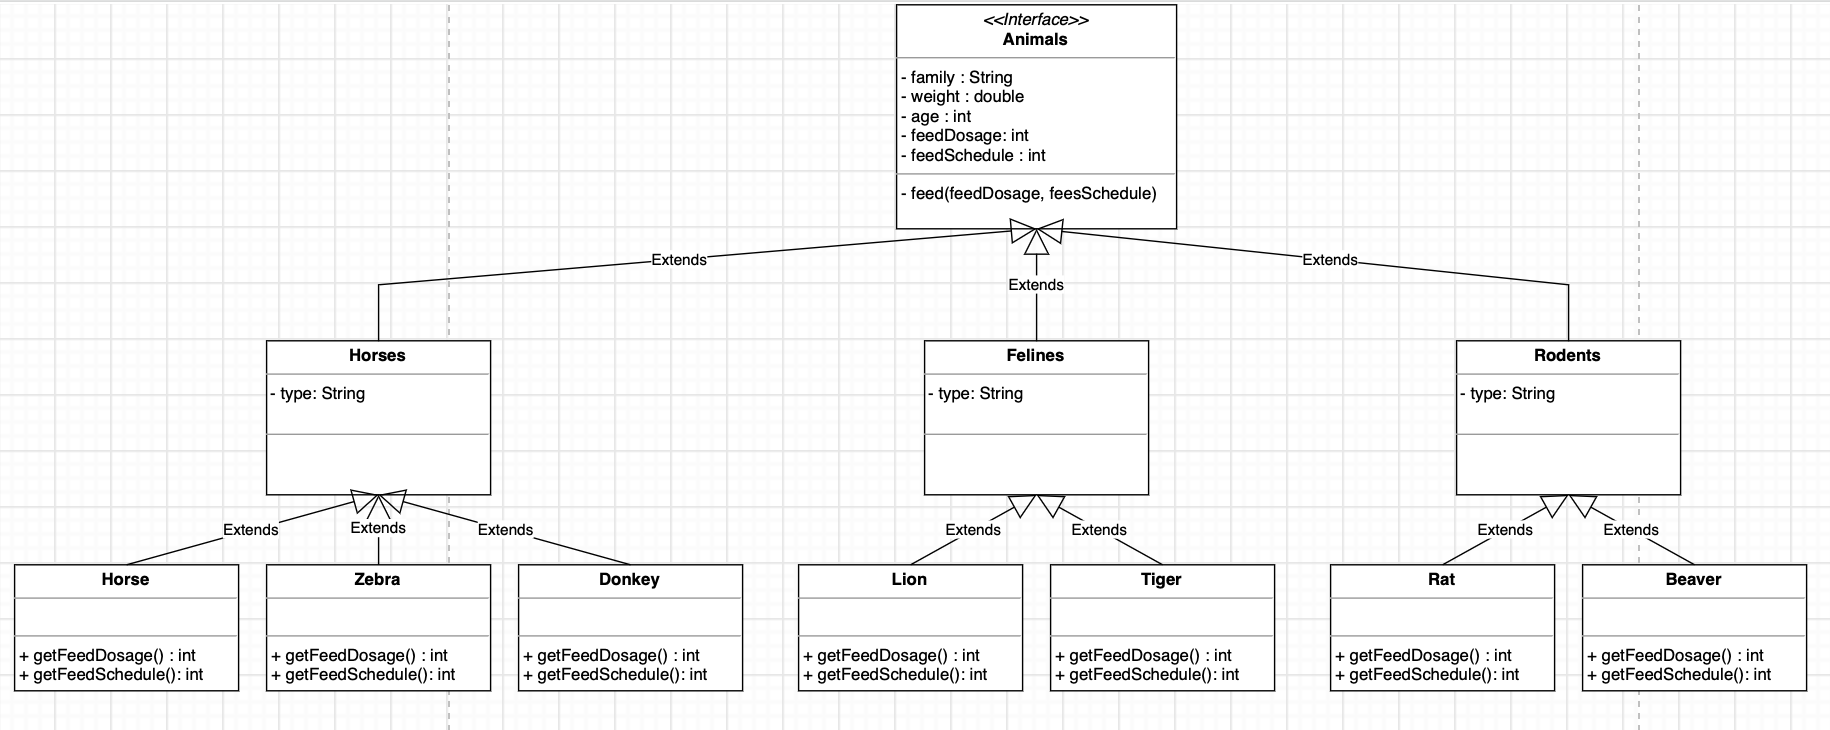 <<Interface>>
Animals
- family : String
- weight : double
- age : int
- feedDosage: int
- feedSchedule : int
- feed(feedDosage, feesSchedule)
Extends
Extends
Extends
Horses
- type: String
Felines
- type: String
Rodents
- type: String
Extends
Extends
Extends
Extends
Extends
Extends
Extends
Horse
+ getFeedDosage() : int
+ getFeedSchedule(): int
Zebra
+ getFeedDosage() : int
+ getFeedSchedule(): int
Donkey
+ getFeedDosage() : int
+ getFeedSchedule(): int
Lion
+ getFeedDosage() : int
+ getFeedSchedule(): int
Tiger
+ getFeedDosage() : int
+ getFeedSchedule(): int
Rat
+ getFeedDosage() : int
+ getFeedSchedule(): int
Beaver
+ getFeedDosage() : int
+ getFeedSchedule(): int